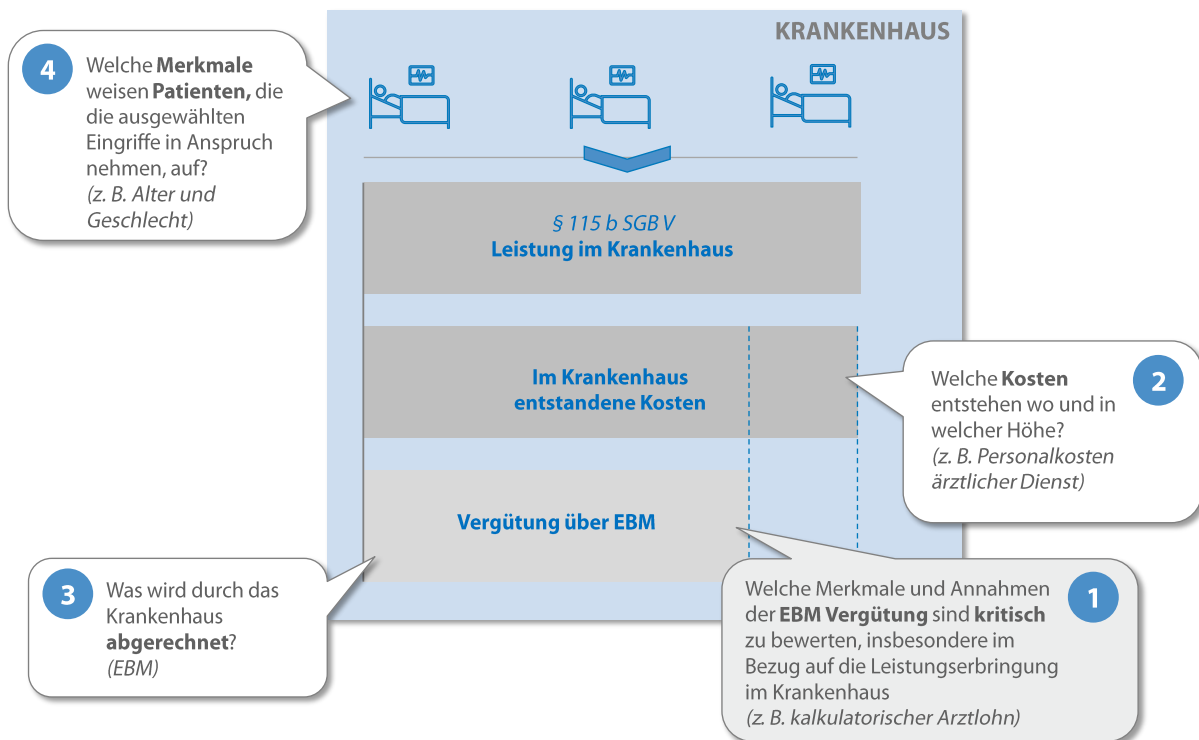 KRANKENHAUS
4
Welche Merkmale
weisen Patienten, die
die ausgewählten
Eingriffe in Anspruch
nehmen, auf?
(z. B. Alter und
Geschlecht)
§ 115 b SGB V
Leistung im Krankenhaus
Im Krankenhaus
entstandene Kosten
2
Welche Kosten
entstehen wo und in
welcher Höhe?
(z. B. Personalkosten
ärztlicher Dienst)
Vergütung über EBM
3
Was wird durch das
Krankenhaus
abgerechnet?
(EBM)
1
Welche Merkmale und Annahmen
der EBM Vergütung sind kritisch
zu bewerten, insbesondere im
Bezug auf die Leistungserbringung
im Krankenhaus
(z. B. kalkulatorischer Arztlohn)